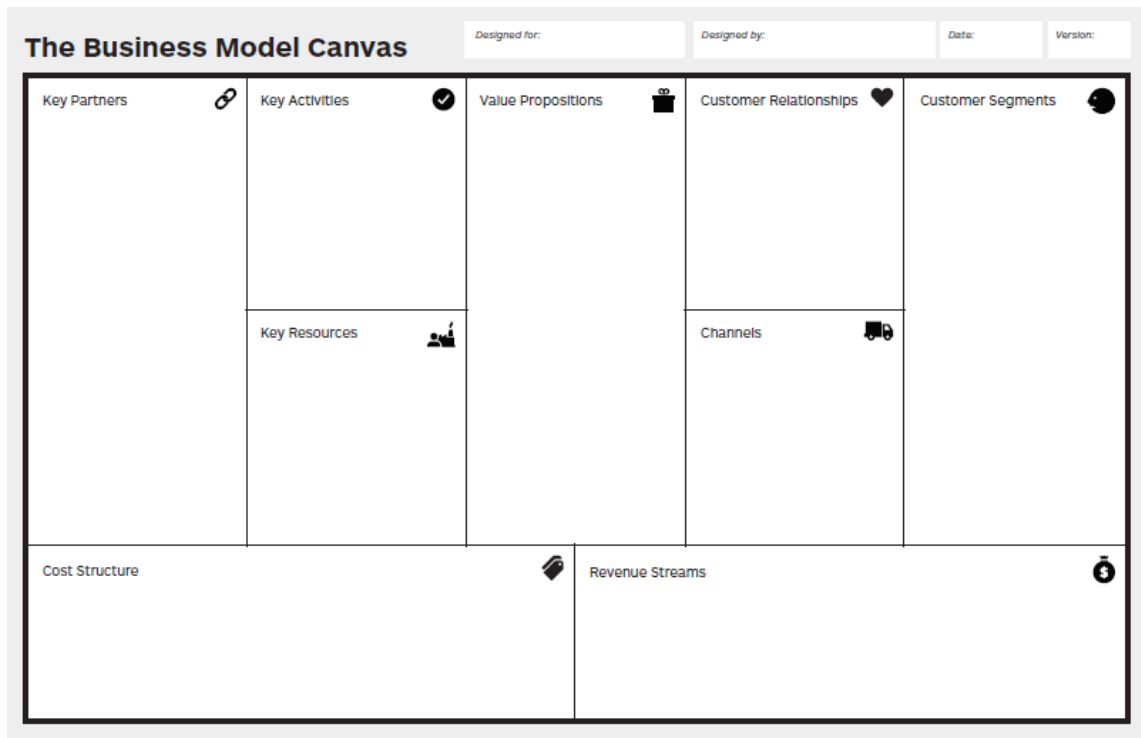 The Business Model Canvas
Designed for:
Designed by:
Date:
Version:
Key Partners
Key Activities
Value Propositions
Customer Relationships
Customer Segments
Key Resources
Channels
Cost Structure
Revenue Streams
$